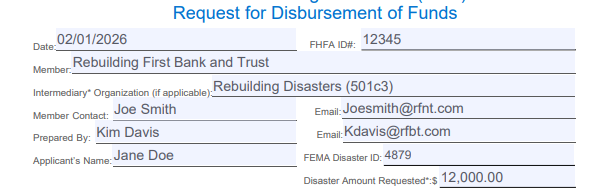 Request for Disbursement of Funds
Date: 02/01/2026 FHFA ID#: 12345
Member: Rebuilding First Bank and Trust
Intermediary* Organization (if applicable): Rebuilding Disasters (501c3)
Member Contact: Joe Smith Email: Joesmith@rfnt.com
Prepared By: Kim Davis Email: Kdavis@rfbt.com
Applicant's Name: Jane Doe FEMA Disaster ID: 4879
Disaster Amount Requested*:$ 12,000.00